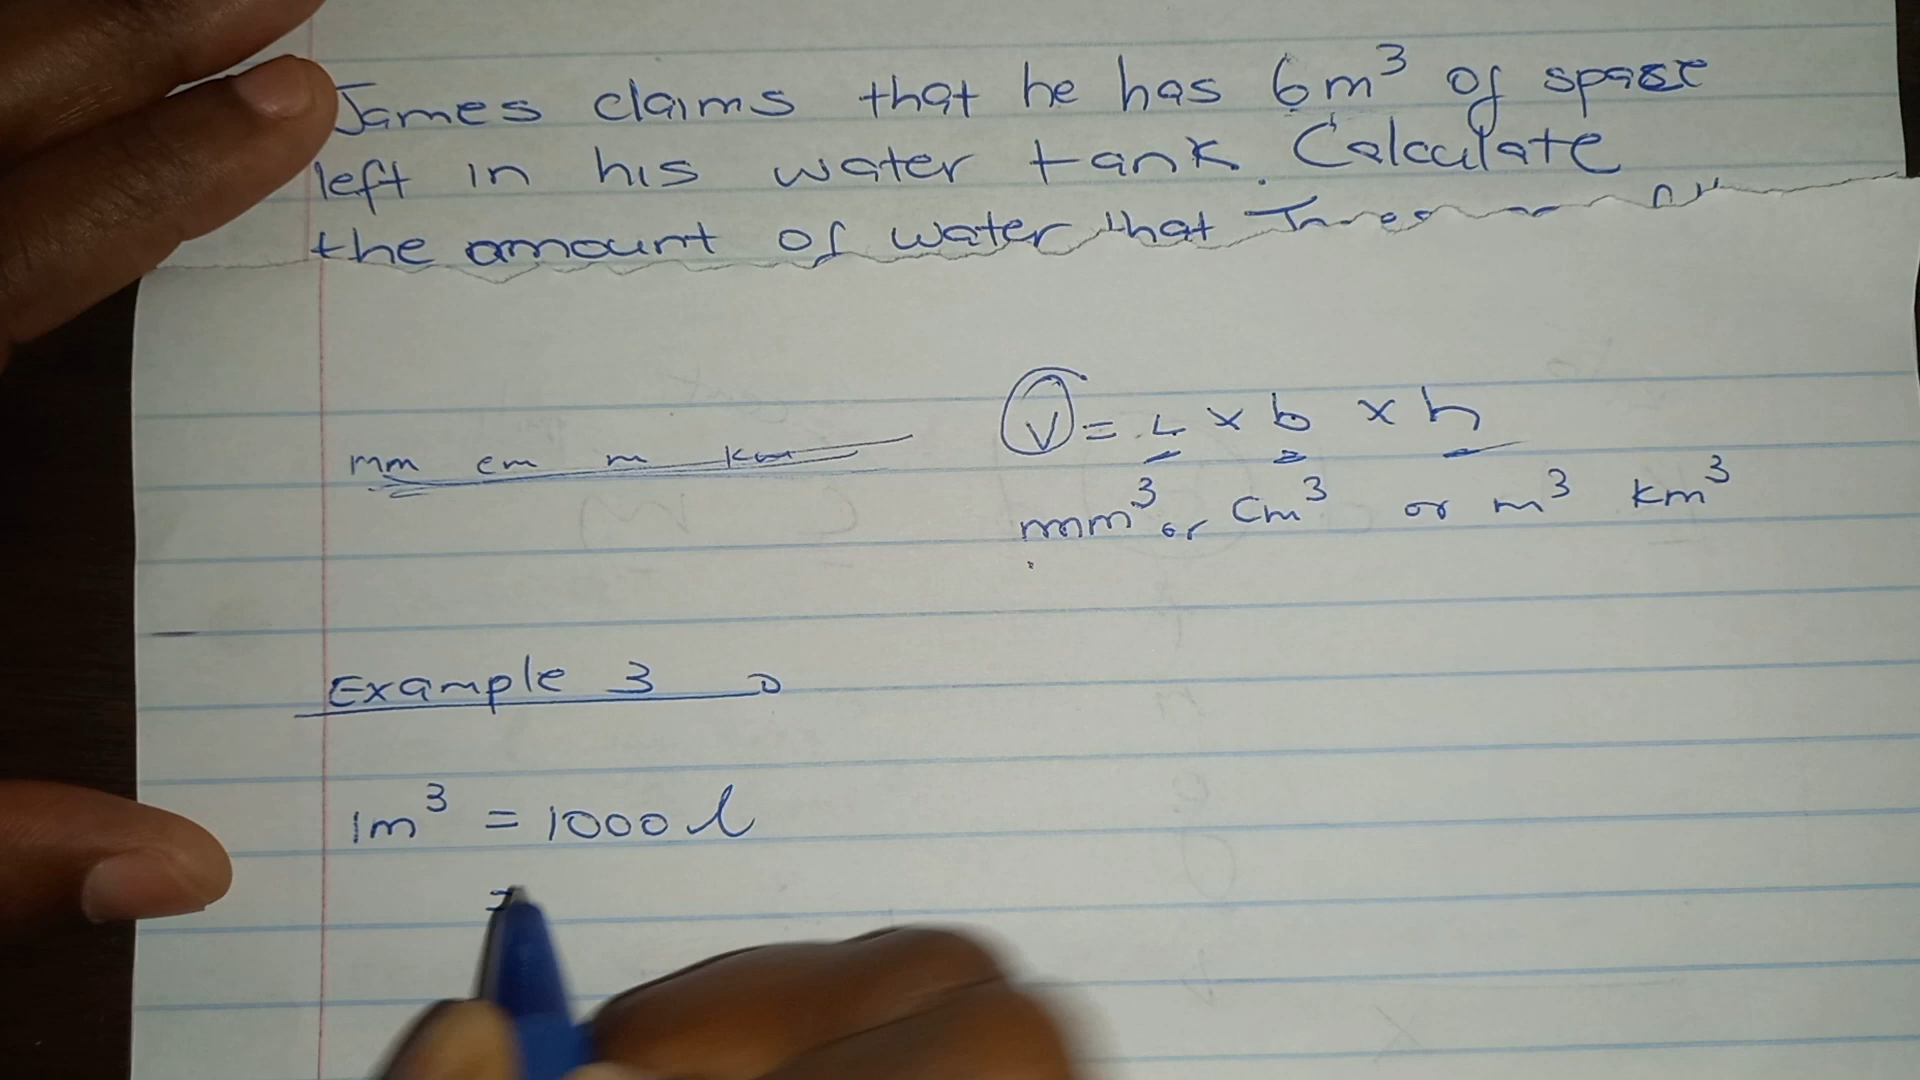 James claims that he has 6m³ of space
left in his water tank. Calculate
the amount of water that James
V = L x b x h
mm cm m km
mm³ or cm³ or m³ km³
Example 3
1m³ = 1000 l
=